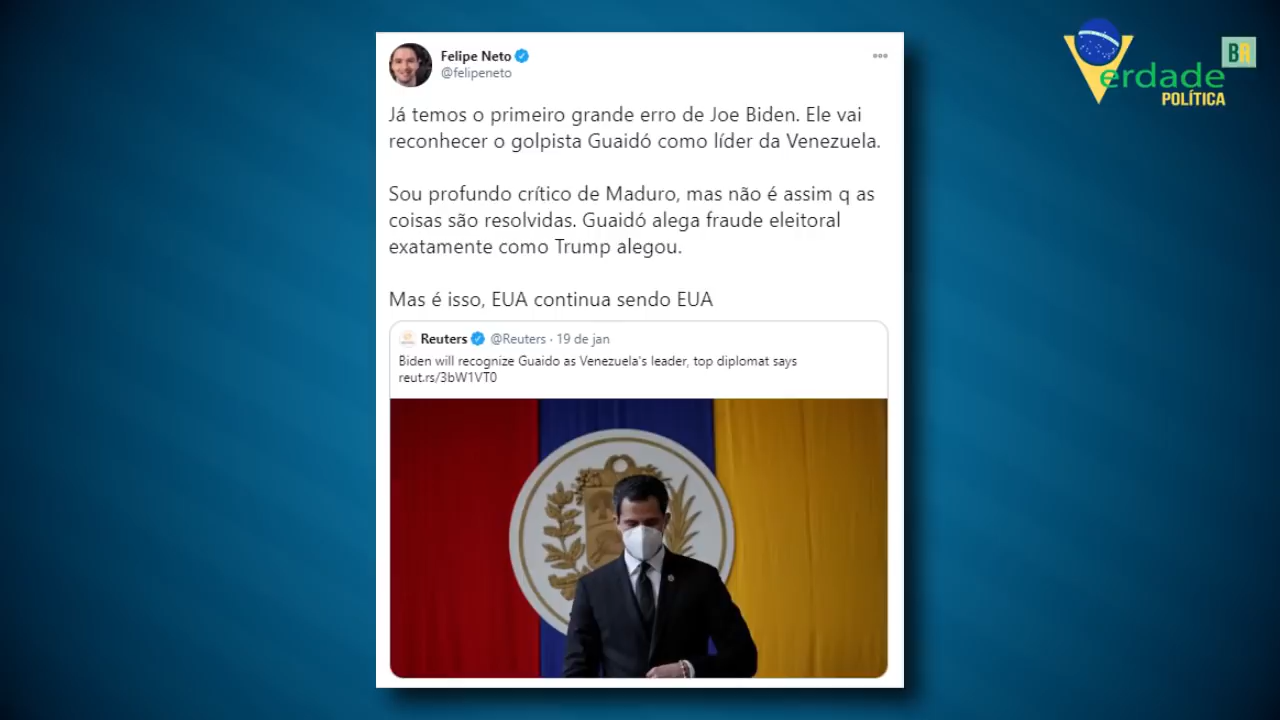 Felipe Neto
@felipeneto
Já temos o primeiro grande erro de Joe Biden. Ele vai
reconhecer o golpista Guaidó como líder da Venezuela.
Sou profundo crítico de Maduro, mas não é assim q as
coisas são resolvidas. Guaidó alega fraude eleitoral
exatamente como Trump alegou.
Mas é isso, EUA continua sendo EUA
Reuters @Reuters · 19 de jan
Biden will recognize Guaido as Venezuela's leader, top diplomat says
reut.rs/3bW1VT0
Verdade
POLÍTICA
BR